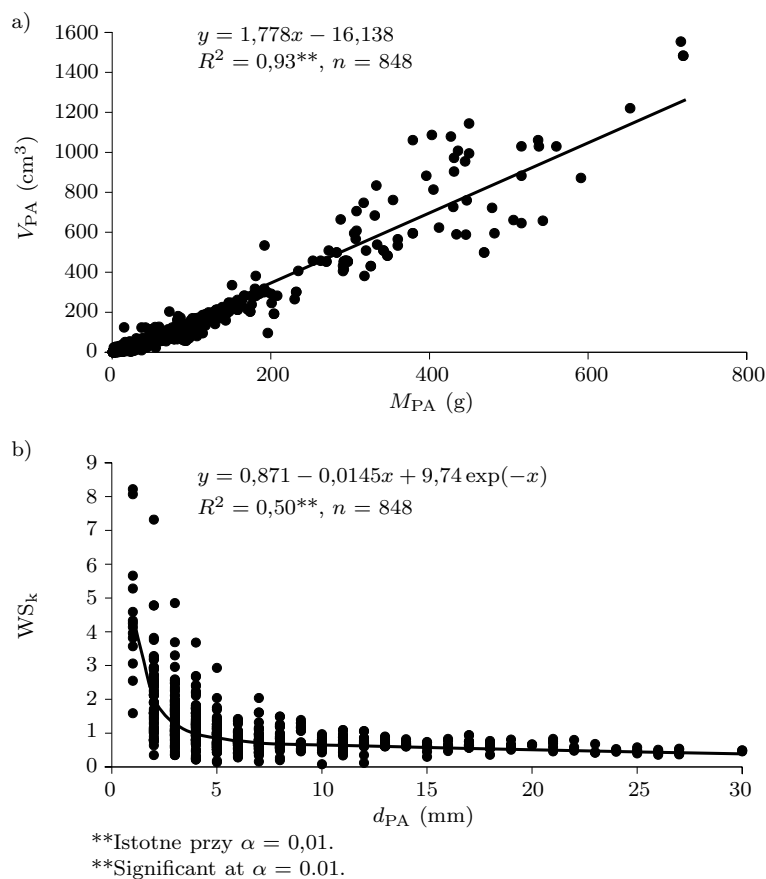 a)
y = 1,778x − 16,138
R² = 0,93**, n = 848
1600
1400
1200
1000
800
600
400
200
0
V_PA (cm³)
0 200 400 600 800
M_PA (g)
b)
y = 0,871 − 0,0145x + 9,74 exp(−x)
R² = 0,50**, n = 848
9
8
7
6
5
4
3
2
1
0
WS_k
0 5 10 15 20 25 30
d_PA (mm)
**Istotne przy α = 0,01.
**Significant at α = 0.01.